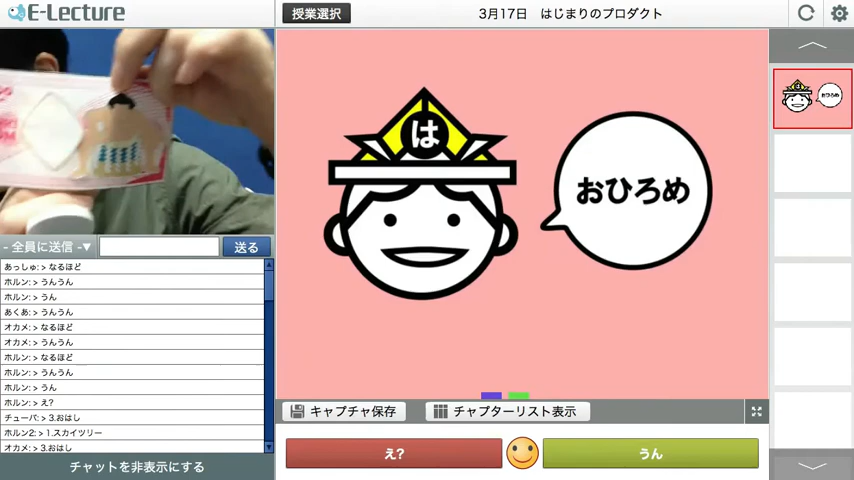 E-Lecture
授業選択
3月17日 はじまりのプロダクト
- 全員に送信 -▼
送る
あっしゅ: > なるほど
ホルン: > うんうん
ホルン: > うん
あくあ: > うんうん
オカメ: > なるほど
オカメ: > うんうん
ホルン: > なるほど
ホルン: > うんうん
ホルン: > うん
ホルン: > え?
チューバ: > 3.おはし
ホルン2: > 1.スカイツリー
オカメ: > 3.おはし
チャットを非表示にする
は
おひろめ
キャプチャ保存
チャプターリスト表示
え?
うん
は
おひろめ